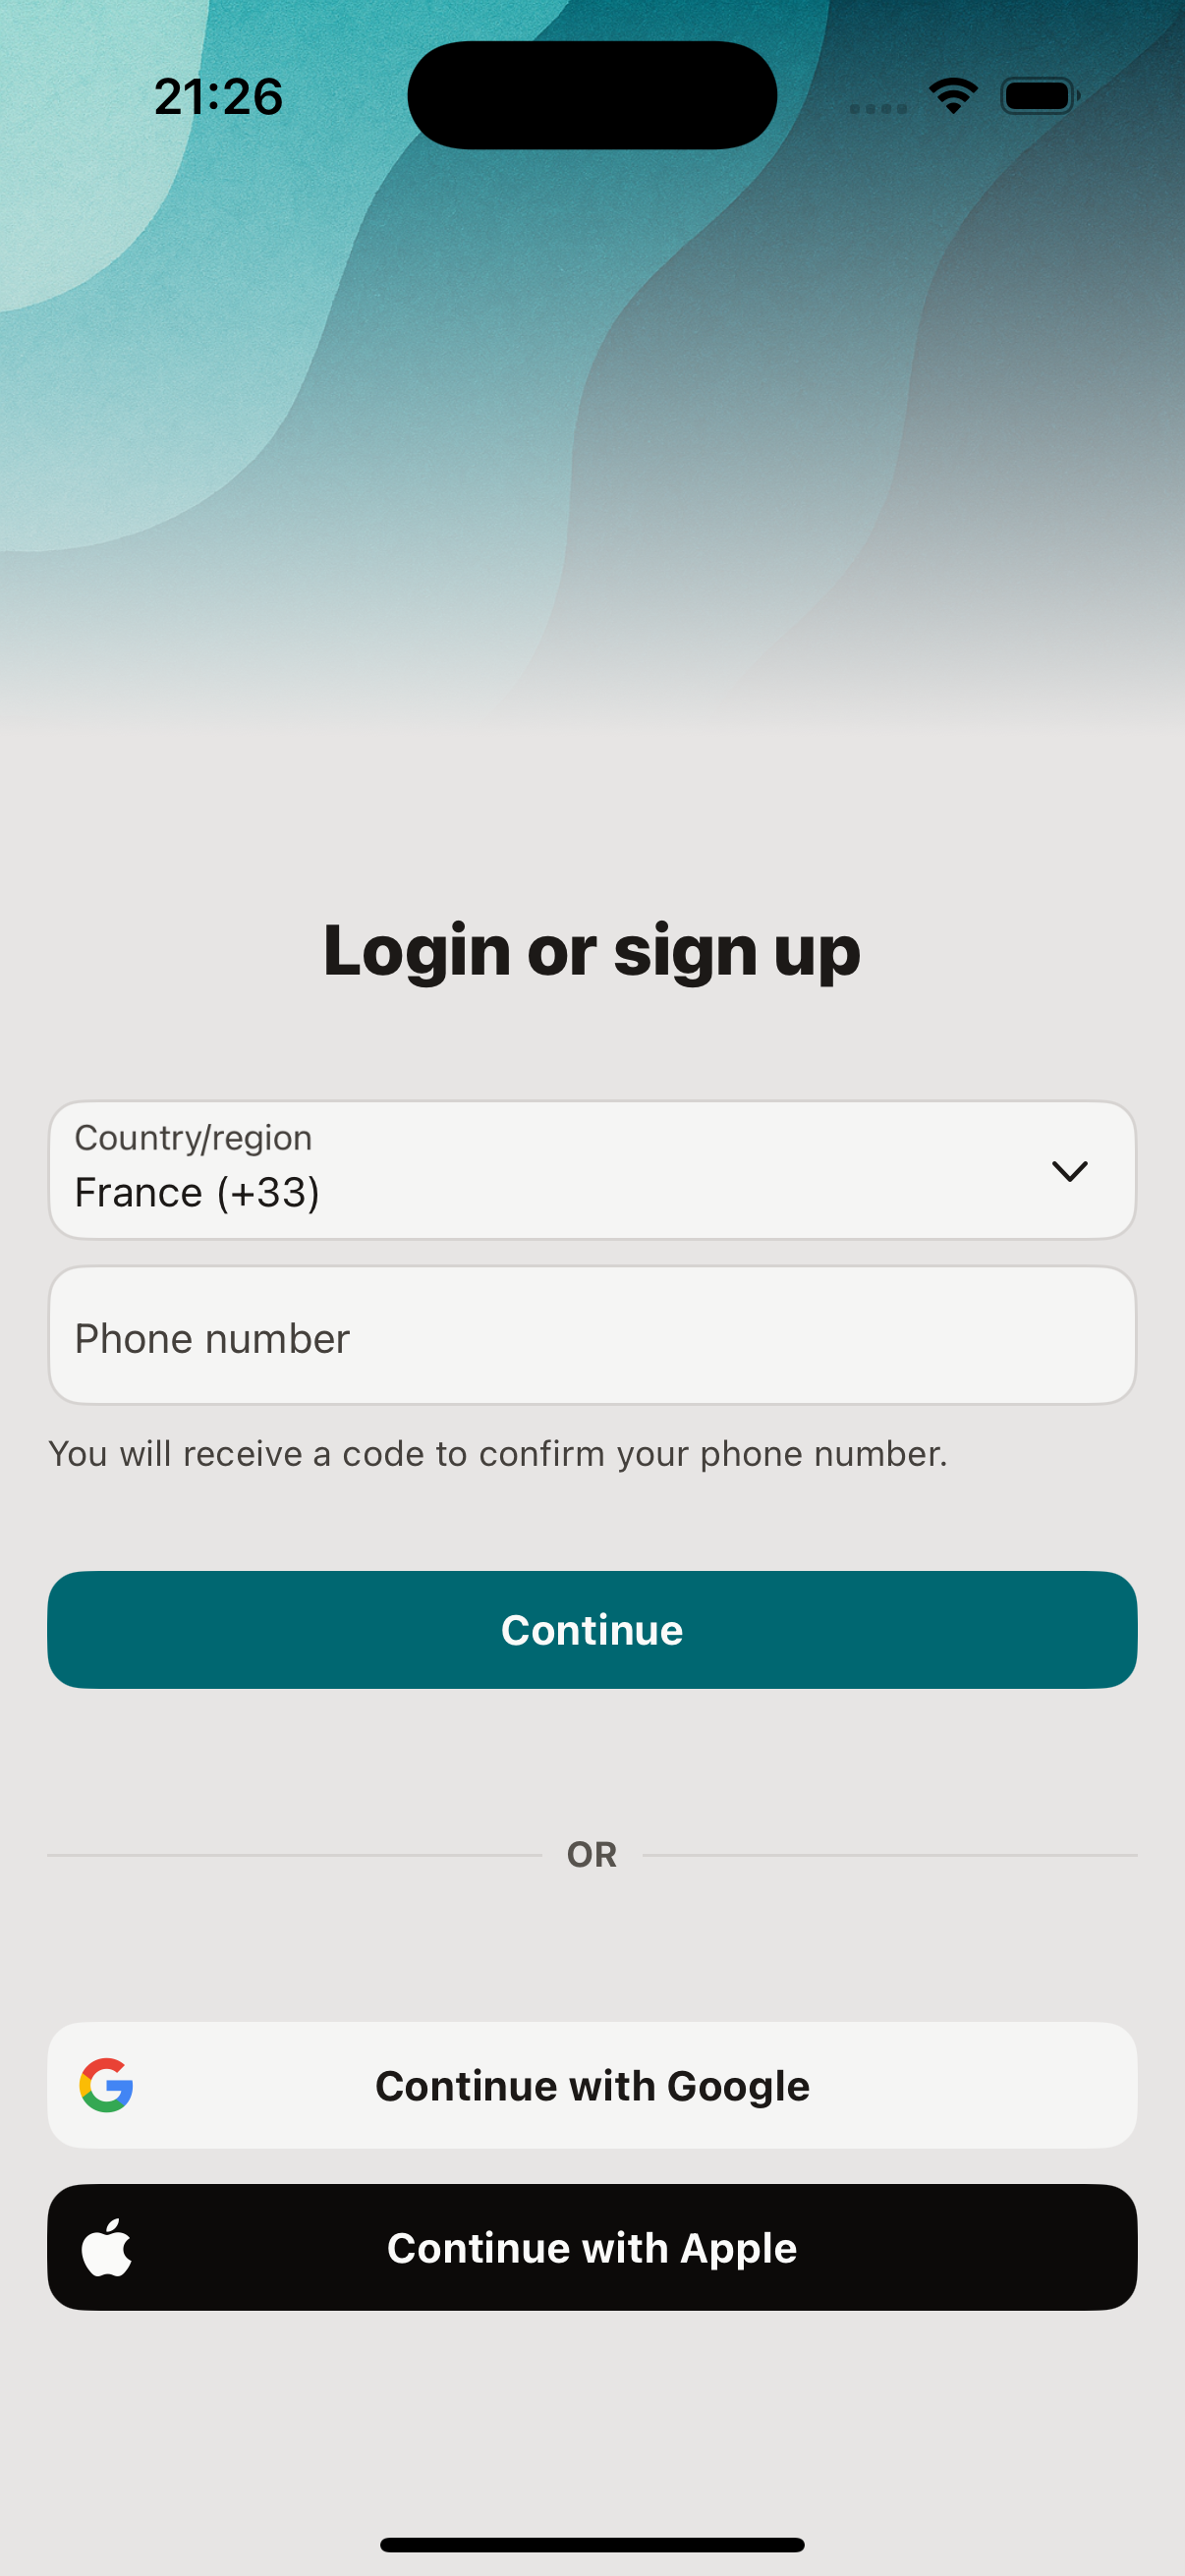 21:26
Login or sign up
Country/region
France (+33)
Phone number
You will receive a code to confirm your phone number.
Continue
OR
Continue with Google
Continue with Apple